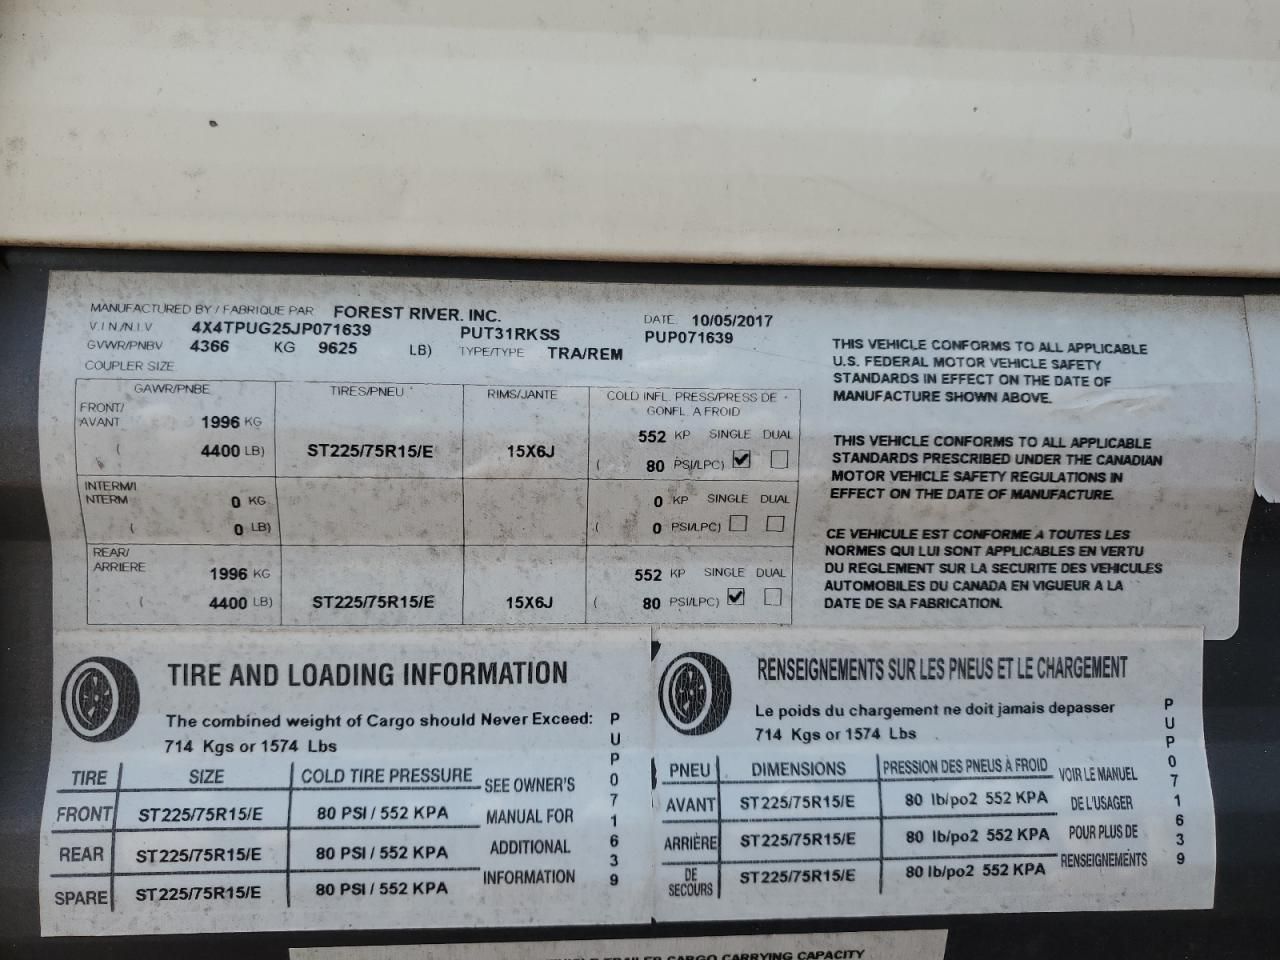 MANUFACTURED BY / FABRIQUE PAR FOREST RIVER, INC. DATE 10/05/2017
V.I.N./N.I.V 4X4TPUG25JP071639 PUT31RKSS PUP071639
GVWR/PNBV 4366 KG 9625 LB) TYPE/TYPE TRA/REM
COUPLER SIZE
GAWR/PNBE TIRES/PNEU RIMS/JANTE COLD INFL. PRESS/PRESS DE
GONFL. A FROID
FRONT/
AVANT 1996 KG 552 KP SINGLE DUAL
( 4400 LB) ST225/75R15/E 15X6J ( 80 PSI/LPC)
INTERM/I
NTERM 0 KG 0 KP SINGLE DUAL
( 0 LB) ( 0 PSI/LPC)
REAR/
ARRIERE 1996 KG 552 KP SINGLE DUAL
( 4400 LB) ST225/75R15/E 15X6J ( 80 PSI/LPC)
THIS VEHICLE CONFORMS TO ALL APPLICABLE
U.S. FEDERAL MOTOR VEHICLE SAFETY
STANDARDS IN EFFECT ON THE DATE OF
MANUFACTURE SHOWN ABOVE.
THIS VEHICLE CONFORMS TO ALL APPLICABLE
STANDARDS PRESCRIBED UNDER THE CANADIAN
MOTOR VEHICLE SAFETY REGULATIONS IN
EFFECT ON THE DATE OF MANUFACTURE.
CE VEHICULE EST CONFORME A TOUTES LES
NORMES QUI LUI SONT APPLICABLES EN VERTU
DU REGLEMENT SUR LA SECURITE DES VEHICULES
AUTOMOBILES DU CANADA EN VIGUEUR A LA
DATE DE SA FABRICATION.
TIRE AND LOADING INFORMATION
The combined weight of Cargo should Never Exceed:
714 Kgs or 1574 Lbs
TIRE SIZE COLD TIRE PRESSURE
FRONT ST225/75R15/E 80 PSI / 552 KPA
REAR ST225/75R15/E 80 PSI / 552 KPA
SPARE ST225/75R15/E 80 PSI / 552 KPA
SEE OWNER'S
MANUAL FOR
ADDITIONAL
INFORMATION
PUP071639
RENSEIGNEMENTS SUR LES PNEUS ET LE CHARGEMENT
Le poids du chargement ne doit jamais depasser
714 Kgs or 1574 Lbs
PNEU DIMENSIONS PRESSION DES PNEUS À FROID
AVANT ST225/75R15/E 80 lb/po2 552 KPA
ARRIÈRE ST225/75R15/E 80 lb/po2 552 KPA
DE
SECOURS ST225/75R15/E 80 lb/po2 552 KPA
VOIR LE MANUEL
DE L'USAGER
POUR PLUS DE
RENSEIGNEMENTS
PUP071639
TRAILER CARGO CARRYING CAPACITY